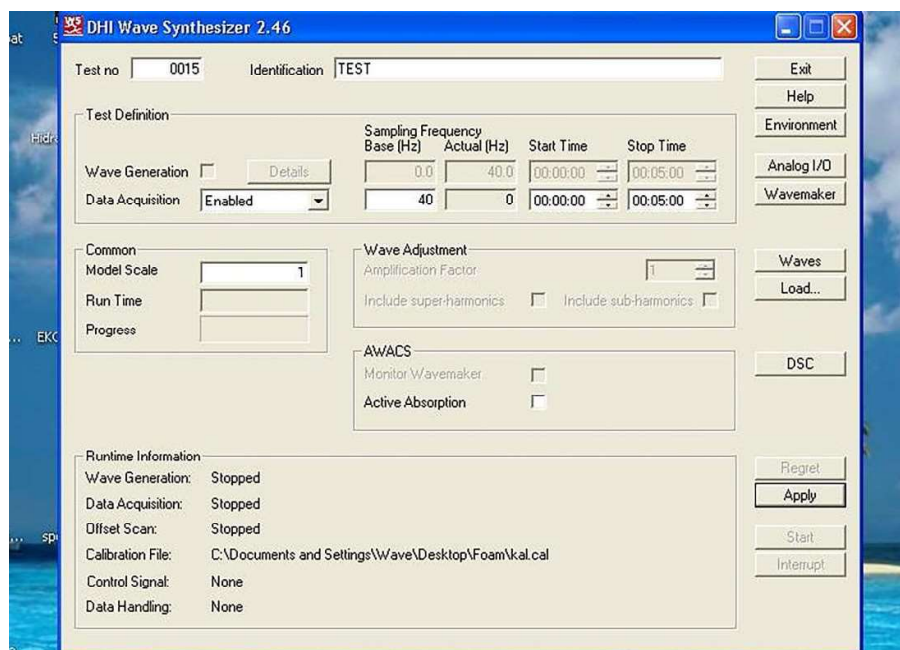 WS DHI Wave Synthesizer 2.46
Test no 0015 Identification TEST Exit
Help
Test Definition Environment
Sampling Frequency
Base (Hz) Actual (Hz) Start Time Stop Time
Wave Generation Details 0.0 40.0 00:00:00 00:05:00 Analog I/O
Data Acquisition Enabled 40 0 00:00:00 00:05:00 Wavemaker
Common Wave Adjustment
Model Scale 1 Amplification Factor 1 Waves
Run Time Include super-harmonics Include sub-harmonics Load...
Progress
AWACS
Monitor Wavemaker DSC
Active Absorption
Runtime Information
Wave Generation: Stopped Regret
Data Acquisition: Stopped Apply
Offset Scan: Stopped Start
Calibration File: C:\Documents and Settings\Wave\Desktop\Foam\kal.cal Interrupt
Control Signal: None
Data Handling: None